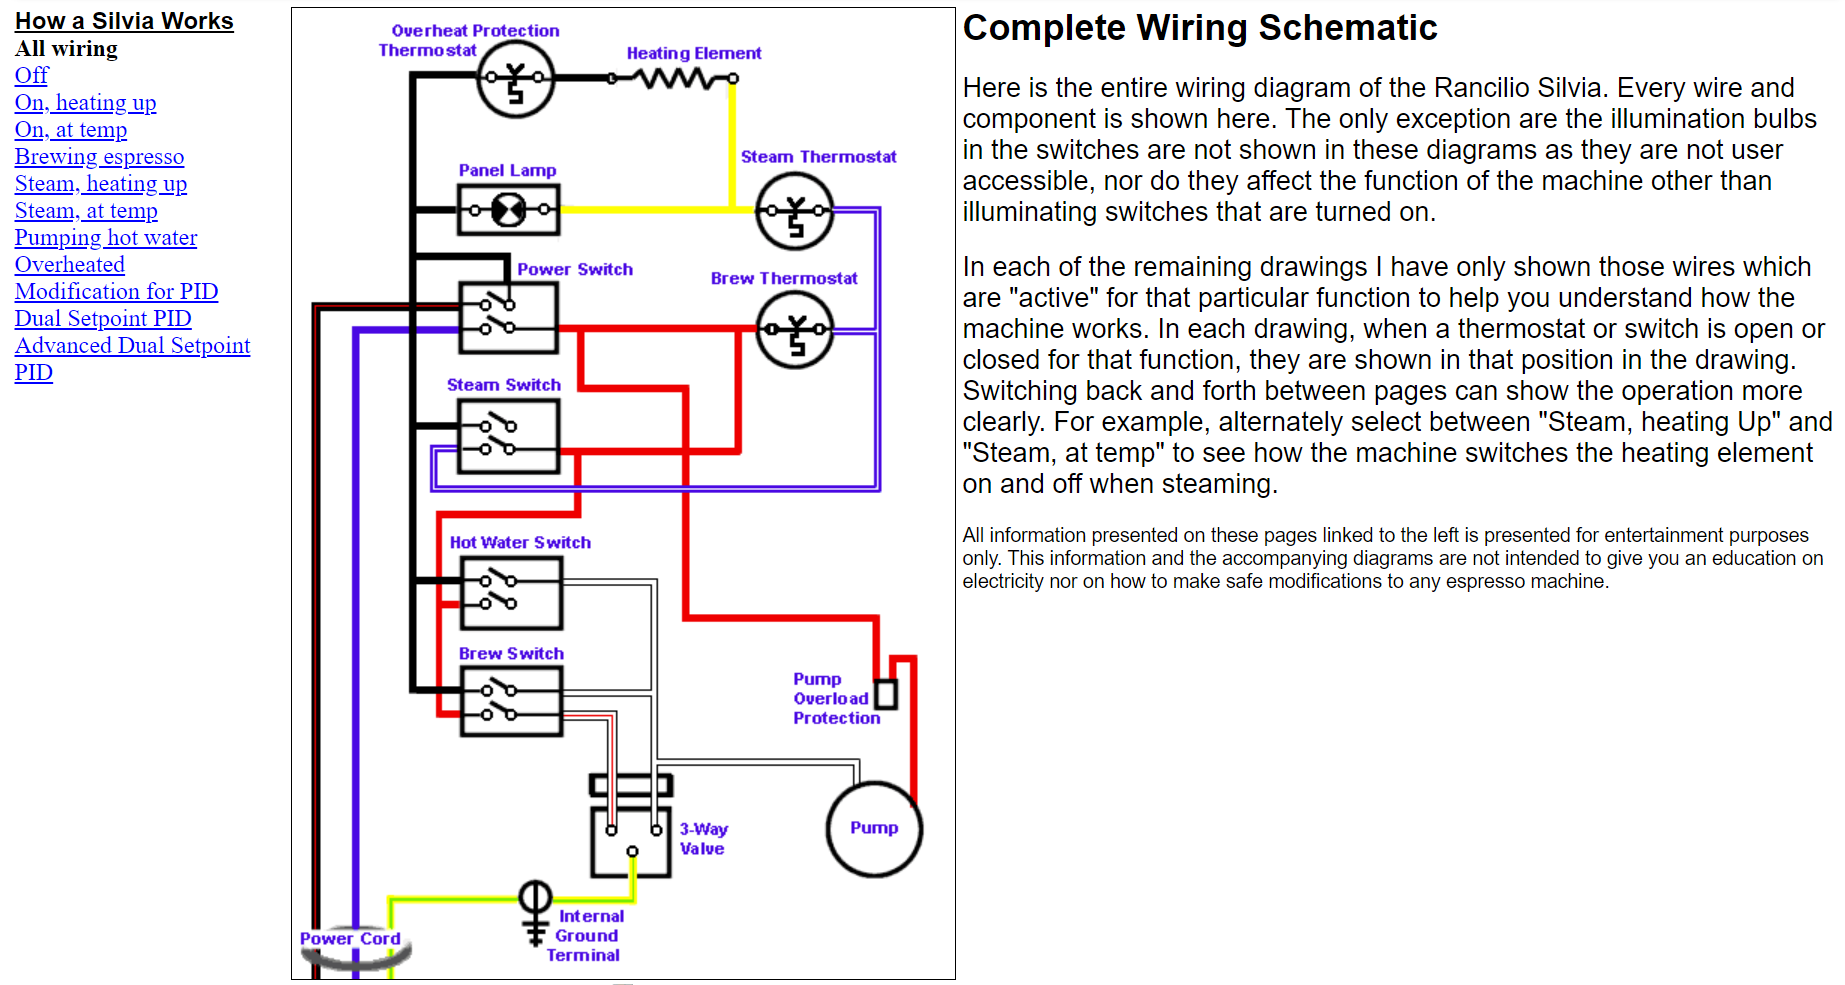 How a Silvia Works
All wiring
Off
On, heating up
On, at temp
Brewing espresso
Steam, heating up
Steam, at temp
Pumping hot water
Overheated
Modification for PID
Dual Setpoint PID
Advanced Dual Setpoint
PID
Overheat Protection
Thermostat
Heating Element
Steam Thermostat
Panel Lamp
Power Switch
Brew Thermostat
Steam Switch
Hot Water Switch
Brew Switch
Pump
Overload
Protection
3-Way
Valve
Pump
Internal
Ground
Terminal
Power Cord
Complete Wiring Schematic
Here is the entire wiring diagram of the Rancilio Silvia. Every wire and
component is shown here. The only exception are the illumination bulbs
in the switches are not shown in these diagrams as they are not user
accessible, nor do they affect the function of the machine other than
illuminating switches that are turned on.
In each of the remaining drawings I have only shown those wires which
are "active" for that particular function to help you understand how the
machine works. In each drawing, when a thermostat or switch is open or
closed for that function, they are shown in that position in the drawing.
Switching back and forth between pages can show the operation more
clearly. For example, alternately select between "Steam, heating Up" and
"Steam, at temp" to see how the machine switches the heating element
on and off when steaming.
All information presented on these pages linked to the left is presented for entertainment purposes
only. This information and the accompanying diagrams are not intended to give you an education on
electricity nor on how to make safe modifications to any espresso machine.